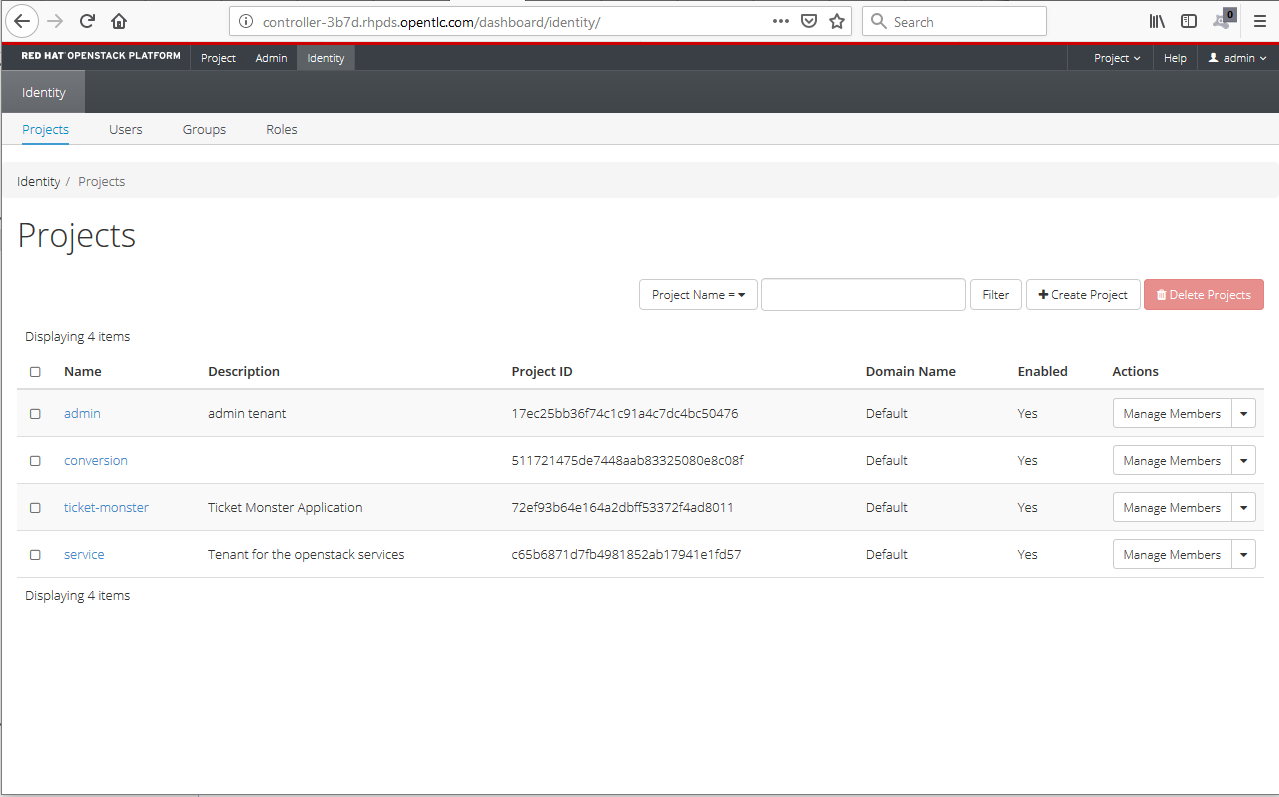 controller-3b7d.rhpds.opentlc.com/dashboard/identity/ Search 0
RED HAT OPENSTACK PLATFORM Project Admin Identity Project Help admin
Identity
Projects Users Groups Roles
Identity / Projects
Projects
Project Name = Filter Create Project Delete Projects
Displaying 4 items
Name Description Project ID Domain Name Enabled Actions
admin admin tenant 17ec25bb36f74c1c91a4c7dc4bc50476 Default Yes Manage Members
conversion 511721475de7448aab83325080e8c08f Default Yes Manage Members
ticket-monster Ticket Monster Application 72ef93b64e164a2dbff53372f4ad8011 Default Yes Manage Members
service Tenant for the openstack services c65b6871d7fb4981852ab17941e1fd57 Default Yes Manage Members
Displaying 4 items